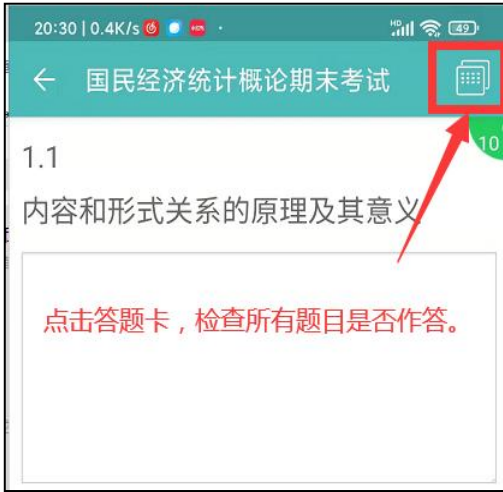 20:30 | 0.4K/s
HD
49
国民经济统计概论期末考试
10
1.1
内容和形式关系的原理及其意义
点击答题卡，检查所有题目是否作答。